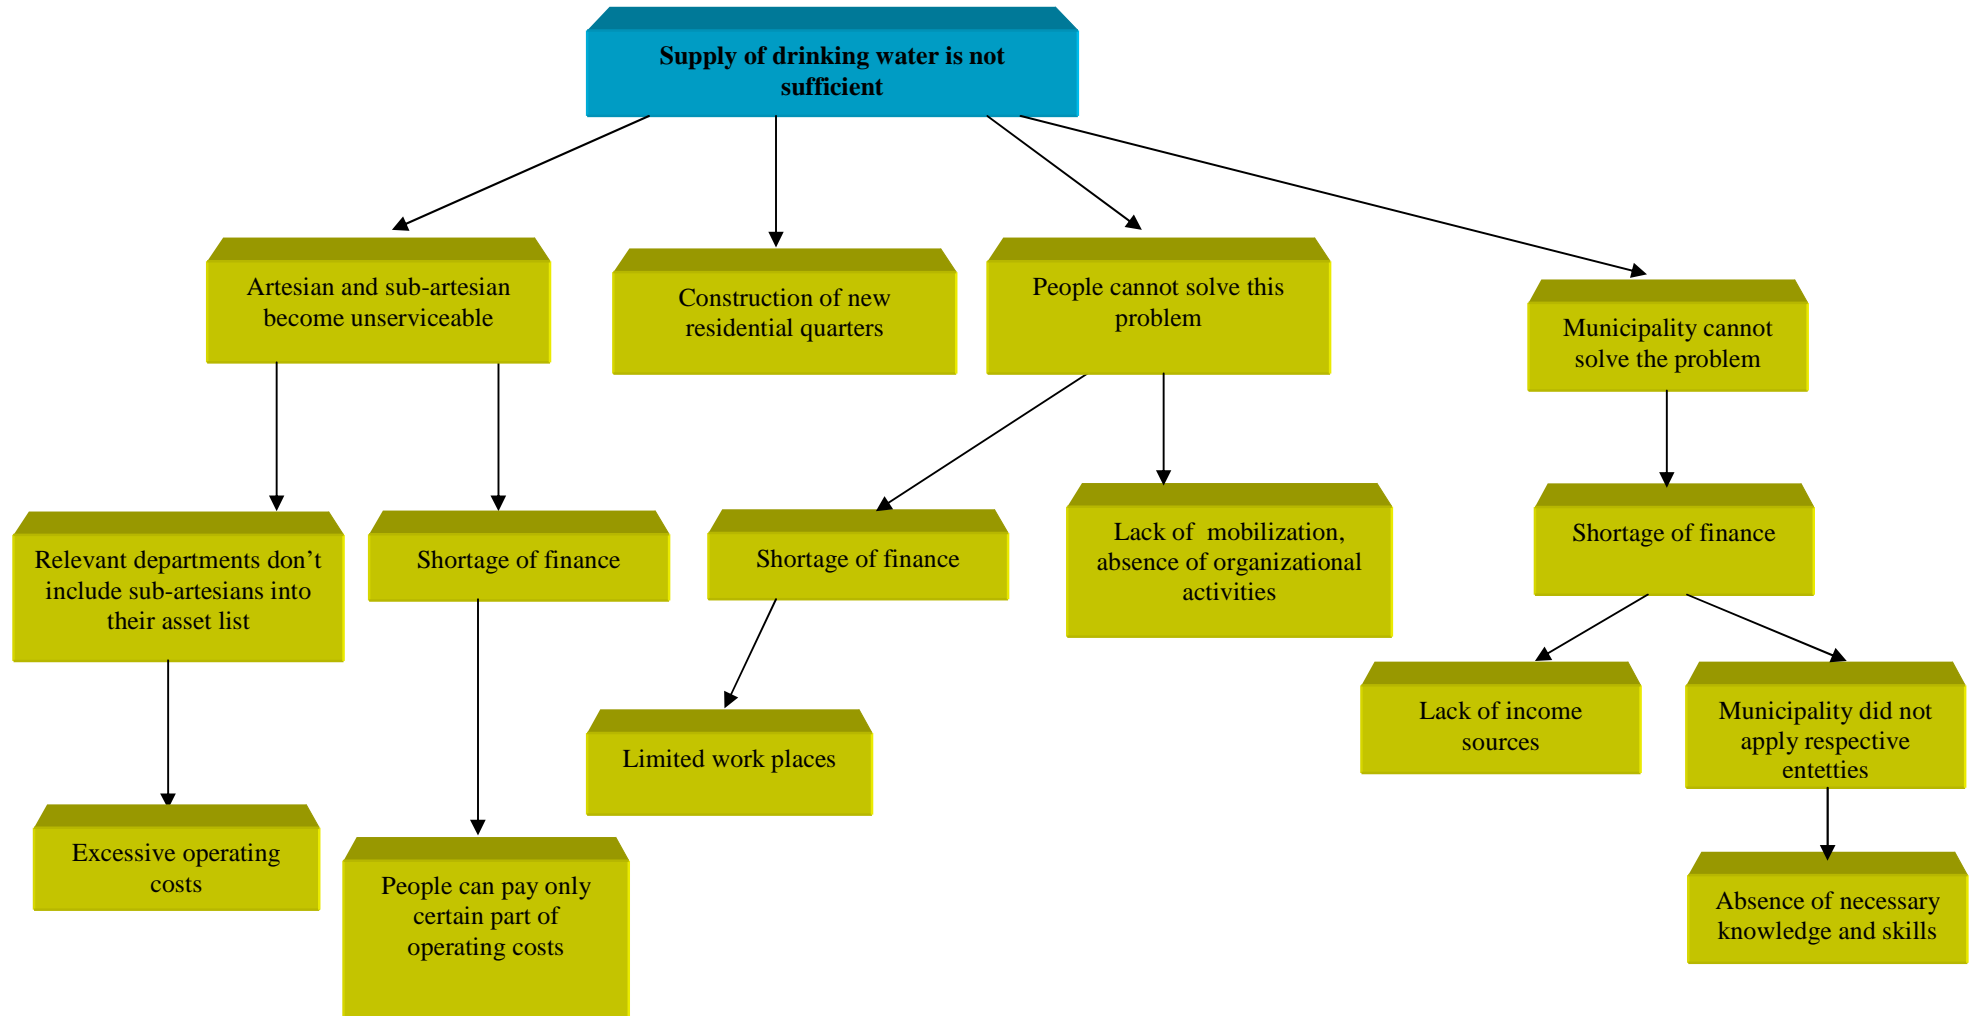 Supply of drinking water is not
sufficient
Artesian and sub-artesian
become unserviceable
Construction of new
residential quarters
People cannot solve this
problem
Municipality cannot
solve the problem
Relevant departments don’t
include sub-artesians into
their asset list
Shortage of finance
Shortage of finance
Lack of  mobilization,
absence of organizational
activities
Shortage of finance
Limited work places
Lack of income
sources
Municipality did not
apply respective
entetties
Excessive operating
costs
People can pay only
certain part of
operating costs
Absence of necessary
knowledge and skills